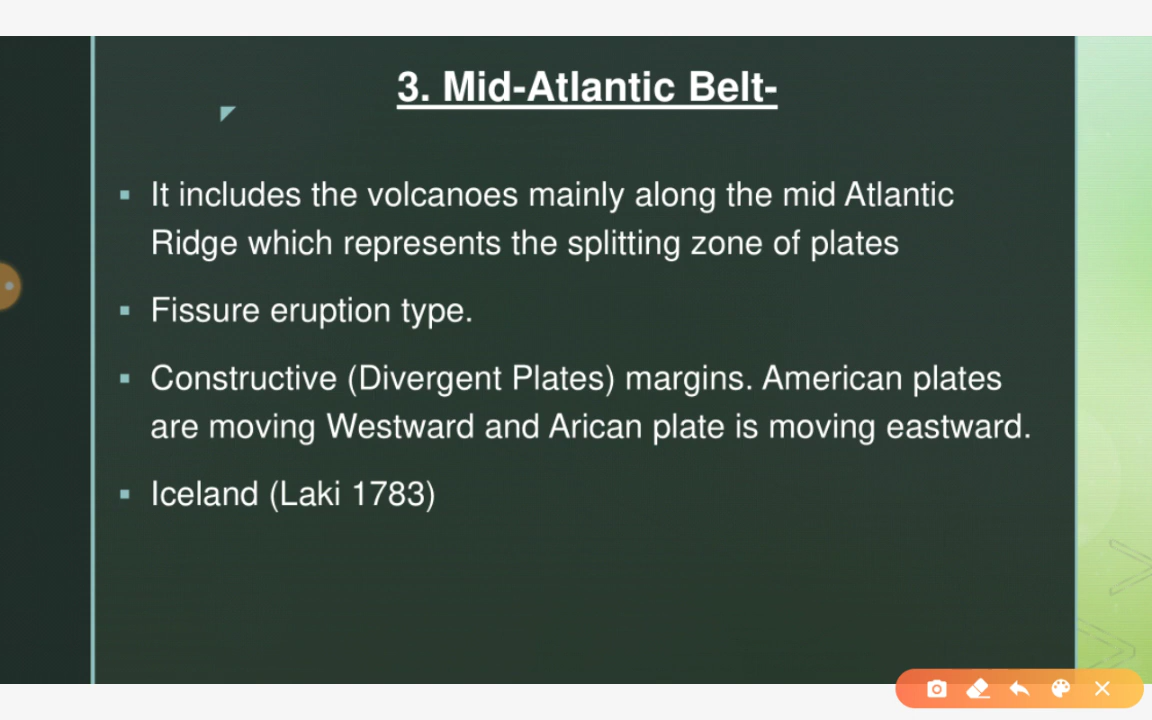 3. Mid-Atlantic Belt-
▪ It includes the volcanoes mainly along the mid Atlantic
Ridge which represents the splitting zone of plates
▪ Fissure eruption type.
▪ Constructive (Divergent Plates) margins. American plates
are moving Westward and Arican plate is moving eastward.
▪ Iceland (Laki 1783)